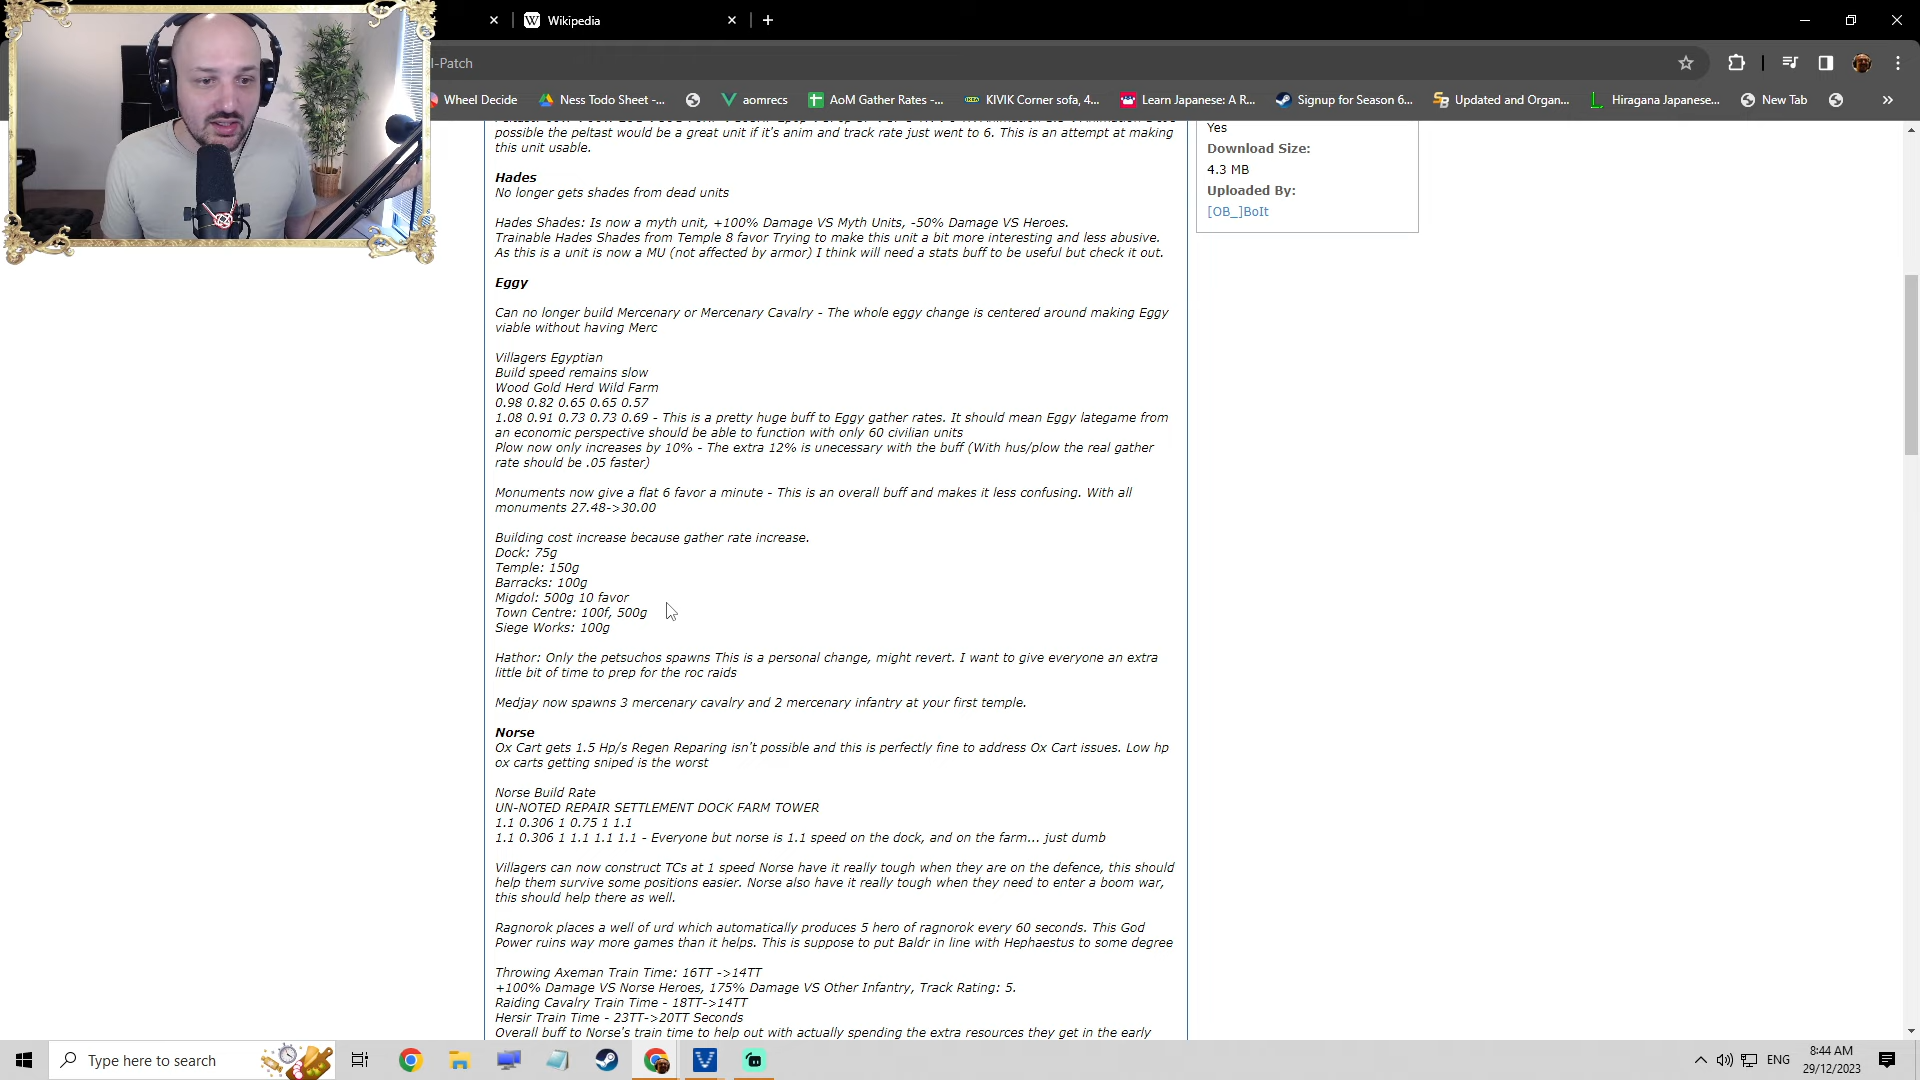 Wikipedia
l-Patch
Wheel Decide
Ness Todo Sheet -...
aomrecs
AoM Gather Rates -...
KIVIK Corner sofa, 4...
Learn Japanese: A R...
Signup for Season 6...
Updated and Organ...
Hiragana Japanese...
New Tab
possible the peltast would be a great unit if it's anim and track rate just went to 6. This is an attempt at making
this unit usable.
Hades
No longer gets shades from dead units
Hades Shades: Is now a myth unit, +100% Damage VS Myth Units, -50% Damage VS Heroes.
Trainable Hades Shades from Temple 8 favor Trying to make this unit a bit more interesting and less abusive.
As this is a unit is now a MU (not affected by armor) I think will need a stats buff to be useful but check it out.
Eggy
Can no longer build Mercenary or Mercenary Cavalry - The whole eggy change is centered around making Eggy
viable without having Merc
Villagers Egyptian
Build speed remains slow
Wood Gold Herd Wild Farm
0.98 0.82 0.65 0.65 0.57
1.08 0.91 0.73 0.73 0.69 - This is a pretty huge buff to Eggy gather rates. It should mean Eggy lategame from
an economic perspective should be able to function with only 60 civilian units
Plow now only increases by 10% - The extra 12% is unecessary with the buff (With hus/plow the real gather
rate should be .05 faster)
Monuments now give a flat 6 favor a minute - This is an overall buff and makes it less confusing. With all
monuments 27.48->30.00
Building cost increase because gather rate increase.
Dock: 75g
Temple: 150g
Barracks: 100g
Migdol: 500g 10 favor
Town Centre: 100f, 500g
Siege Works: 100g
Hathor: Only the petsuchos spawns This is a personal change, might revert. I want to give everyone an extra
little bit of time to prep for the roc raids
Medjay now spawns 3 mercenary cavalry and 2 mercenary infantry at your first temple.
Norse
Ox Cart gets 1.5 Hp/s Regen Reparing isn't possible and this is perfectly fine to address Ox Cart issues. Low hp
ox carts getting sniped is the worst
Norse Build Rate
UN-NOTED REPAIR SETTLEMENT DOCK FARM TOWER
1.1 0.306 1 0.75 1 1.1
1.1 0.306 1 1.1 1.1 1.1 - Everyone but norse is 1.1 speed on the dock, and on the farm... just dumb
Villagers can now construct TCs at 1 speed Norse have it really tough when they are on the defence, this should
help them survive some positions easier. Norse also have it really tough when they need to enter a boom war,
this should help there as well.
Ragnorok places a well of urd which automatically produces 5 hero of ragnorok every 60 seconds. This God
Power ruins way more games than it helps. This is suppose to put Baldr in line with Hephaestus to some degree
Throwing Axeman Train Time: 16TT ->14TT
+100% Damage VS Norse Heroes, 175% Damage VS Other Infantry, Track Rating: 5.
Raiding Cavalry Train Time - 18TT->14TT
Hersir Train Time - 23TT->20TT Seconds
Overall buff to Norse's train time to help out with actually spending the extra resources they get in the early
Yes
Download Size:
4.3 MB
Uploaded By:
[OB_]BoIt
Type here to search
ENG
8:44 AM
29/12/2023